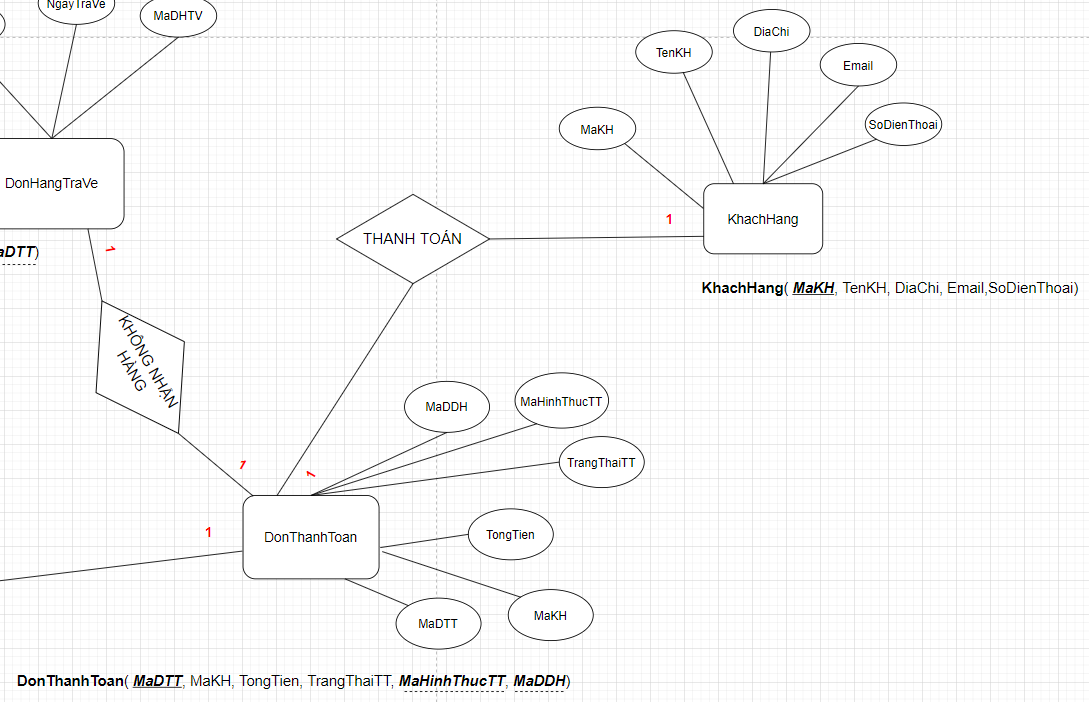 NgayTraVe
MaDHTV
DiaChi
TenKH
Email
SoDienThoai
MaKH
DonHangTraVe
KhachHang
1
THANH TOÁN
1
aDTT)
KhachHang( MaKH, TenKH, DiaChi, Email,SoDienThoai)
KHÔNG NHẬN
HÀNG
MaDDH
MaHinhThucTT
TrangThaiTT
1
1
1
DonThanhToan
TongTien
MaKH
MaDTT
DonThanhToan( MaDTT, MaKH, TongTien, TrangThaiTT, MaHinhThucTT, MaDDH)